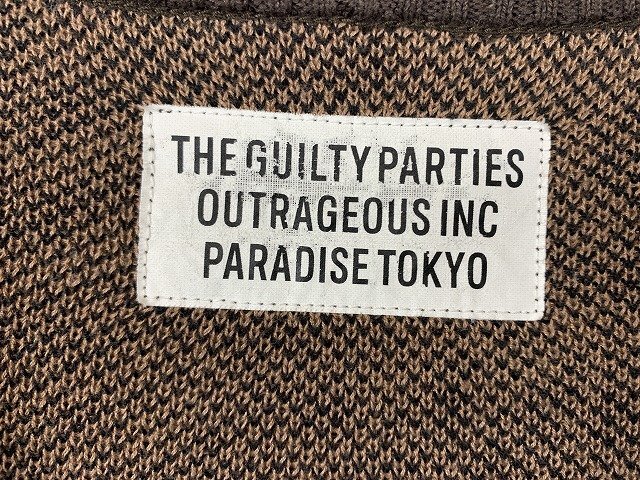 THE GUILTY PARTIES
OUTRAGEOUS INC
PARADISE TOKYO